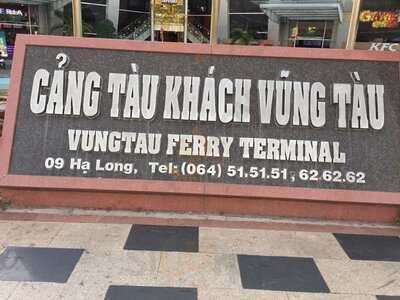 CẢNG TÀU KHÁCH VŨNG TÀU
VUNGTAU FERRY TERMINAL
09 Hạ Long, Tel: (064) 51.51.51, 62.62.62
KFC